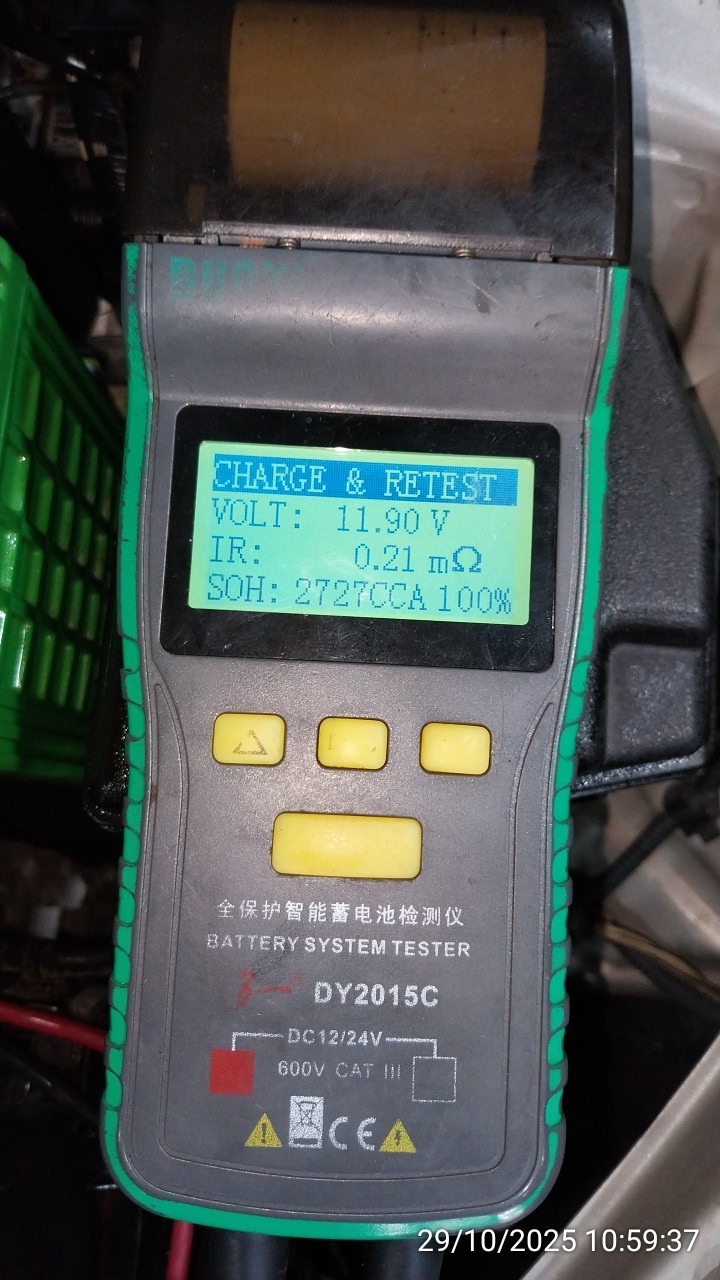 CHARGE & RETEST
VOLT: 11.90 V
IR: 0.21 mΩ
SOH: 2727CCA 100%
全保护智能蓄电池检测仪
BATTERY SYSTEM TESTER
DY2015C
DC12/24V
600V CAT III
CE
29/10/2025 10:59:37